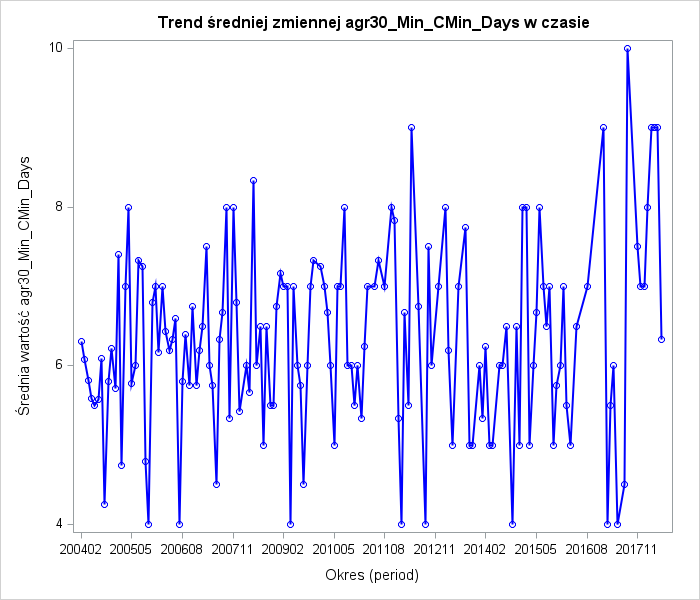 Trend średniej zmiennej agr30_Min_CMin_Days w czasie
Średnia wartość agr30_Min_CMin_Days
10
8
6
4
200402 200505 200608 200711 200902 201005 201108 201211 201402 201505 201608 201711
Okres (period)